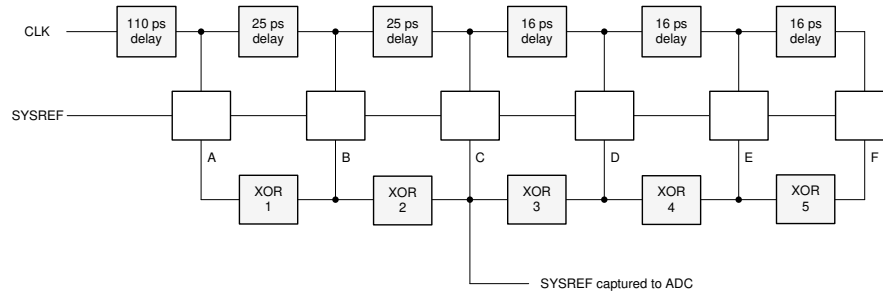 CLK
110 ps
delay
25 ps
delay
25 ps
delay
16 ps
delay
16 ps
delay
16 ps
delay
SYSREF
A
B
C
D
E
F
XOR
1
XOR
2
XOR
3
XOR
4
XOR
5
SYSREF captured to ADC